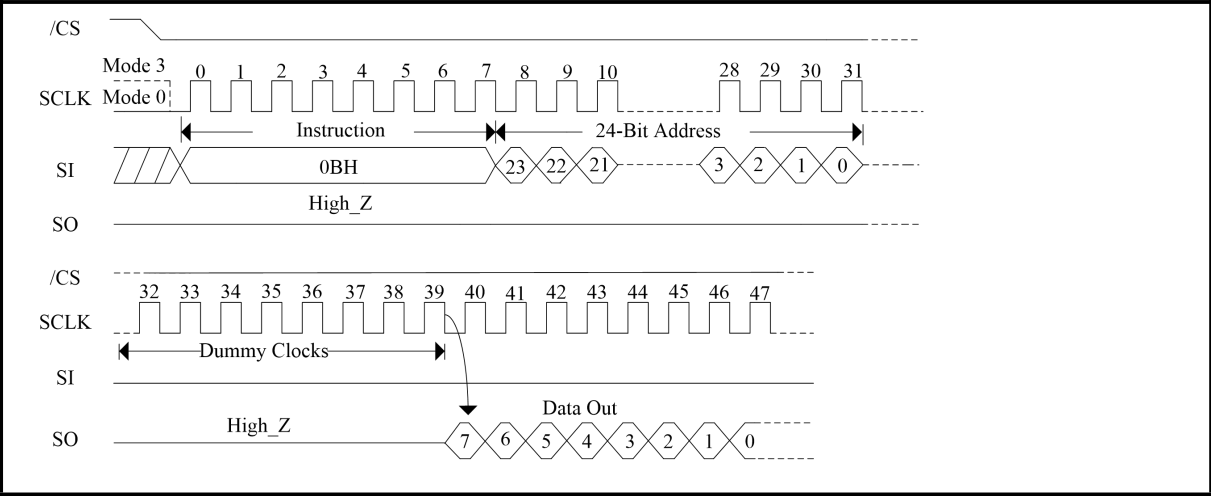 /CS
Mode 3
0 1 2 3 4 5 6 7 8 9 10 28 29 30 31
SCLK Mode 0
Instruction 24-Bit Address
SI 0BH 23 22 21 3 2 1 0
High_Z
SO
/CS
32 33 34 35 36 37 38 39 40 41 42 43 44 45 46 47
SCLK
Dummy Clocks
SI
Data Out
High_Z
SO 7 6 5 4 3 2 1 0